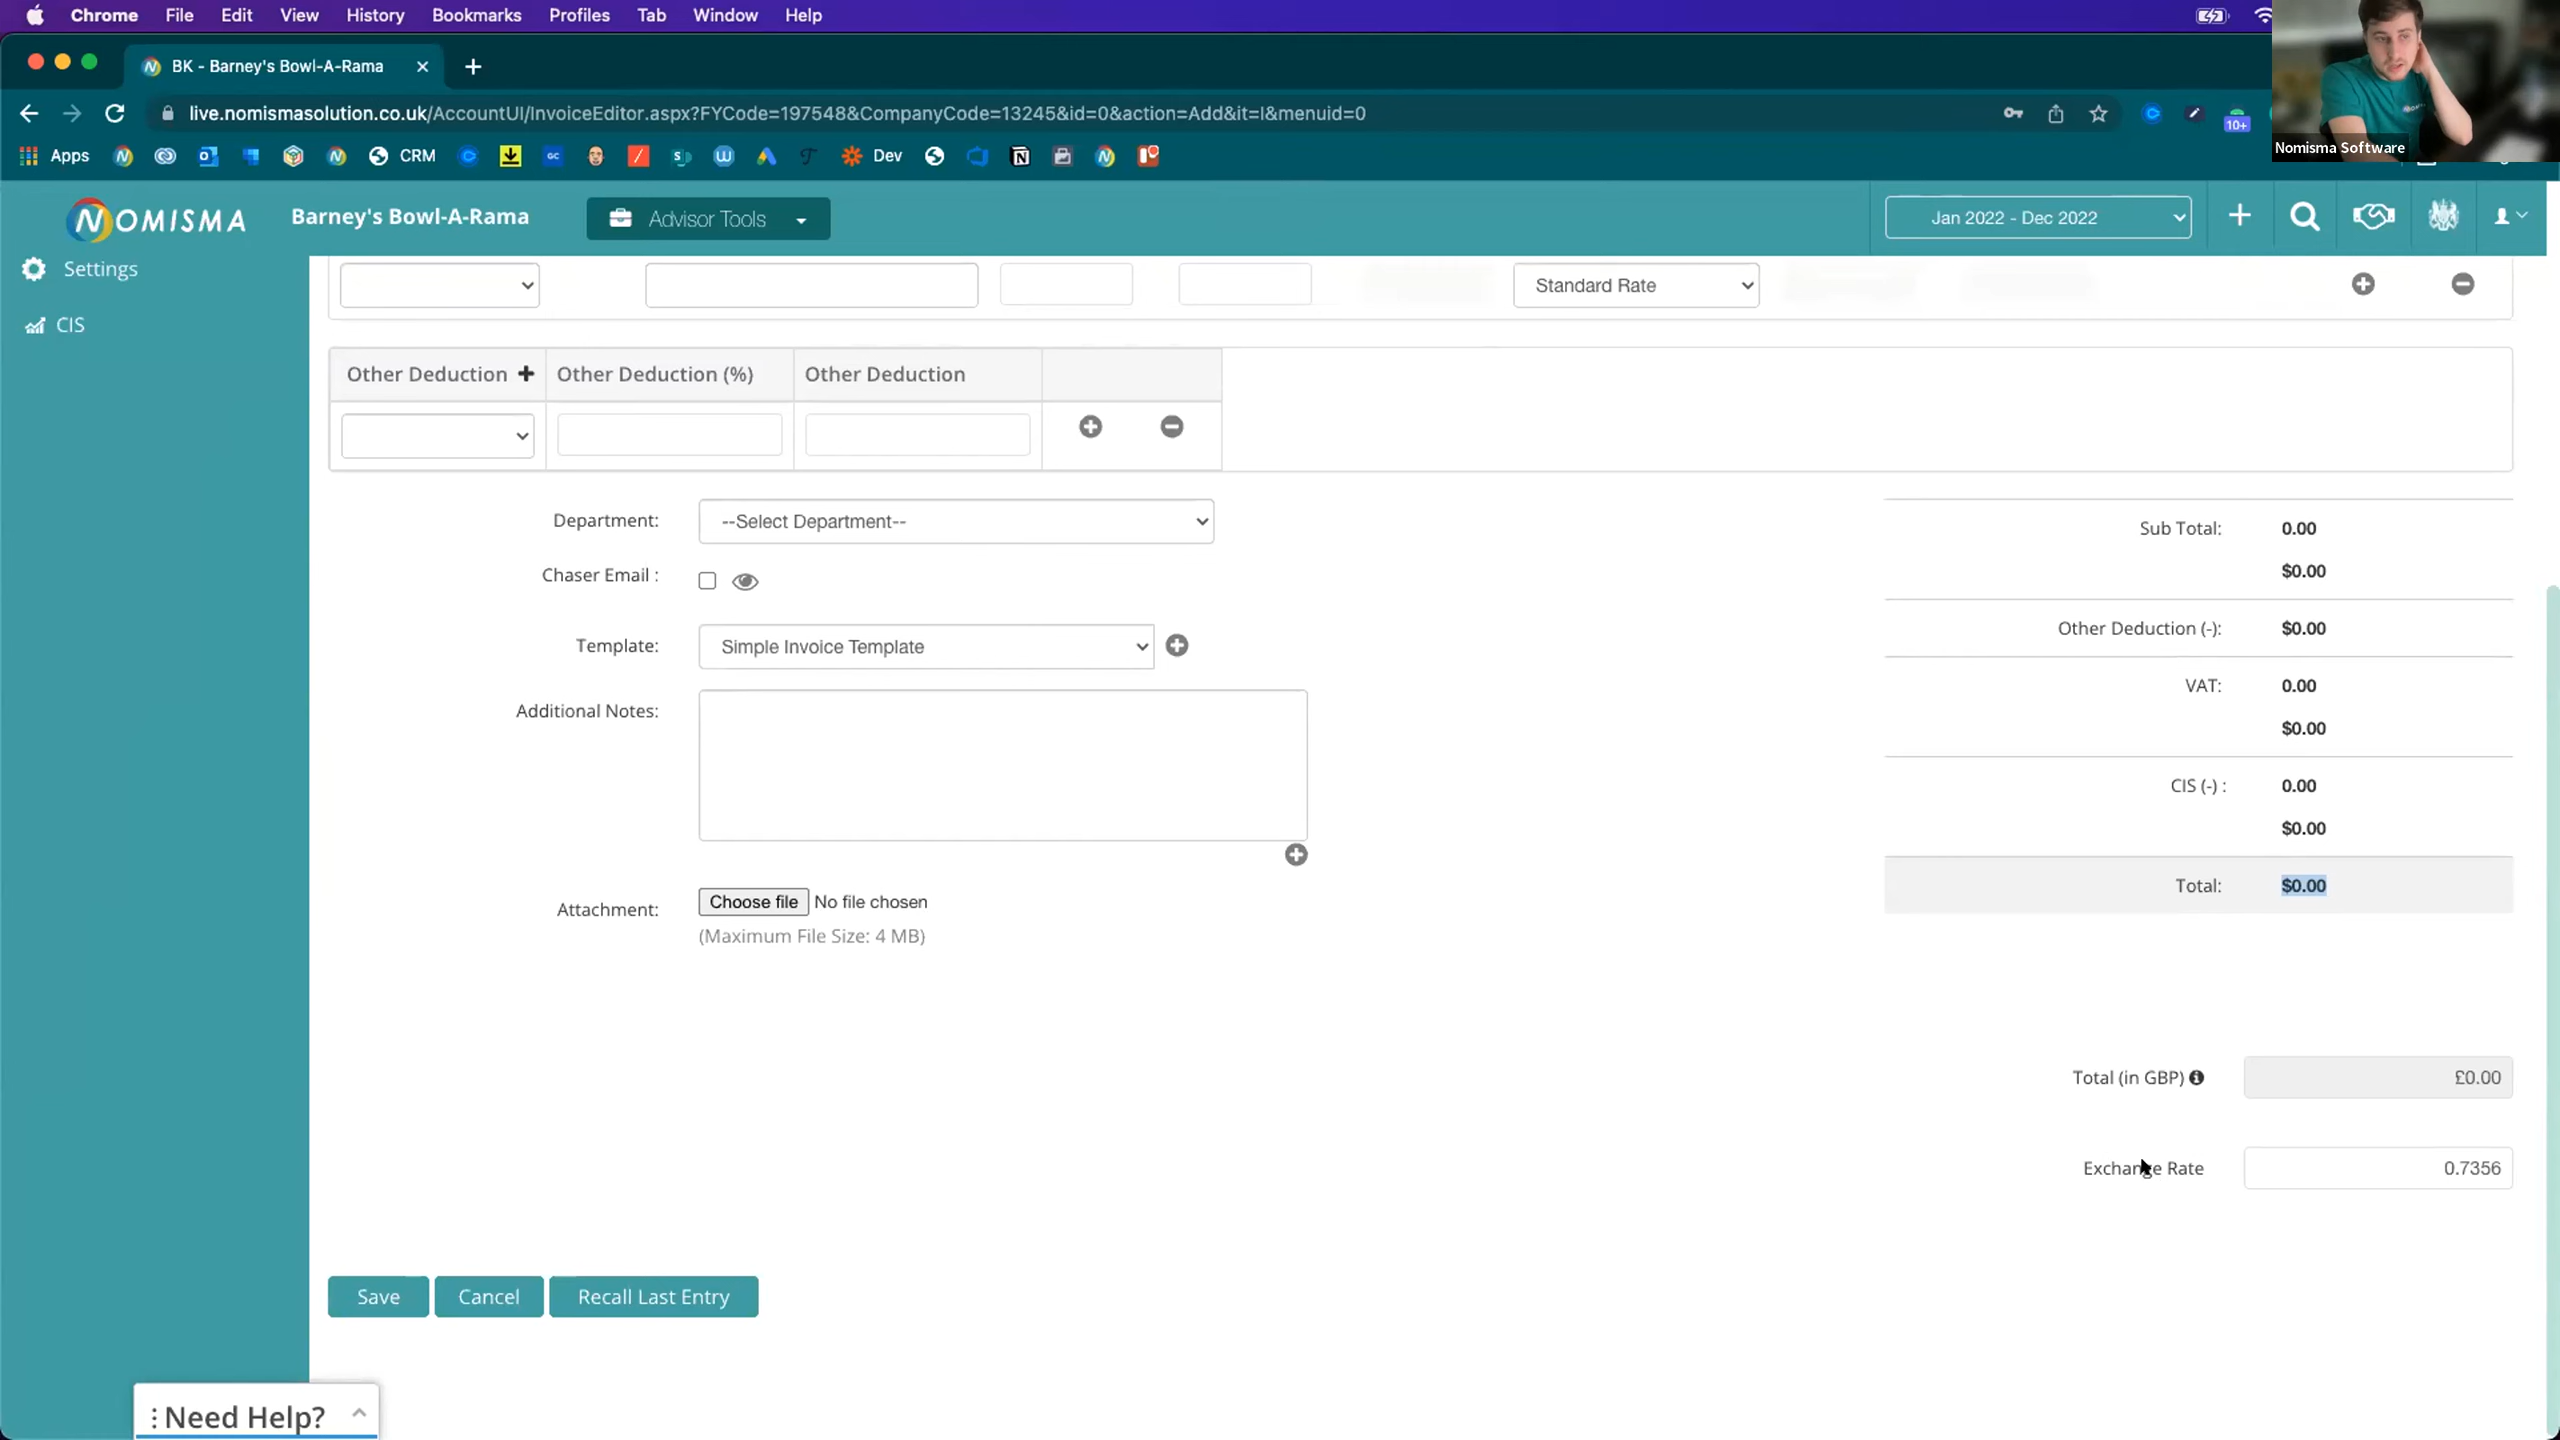 Chrome File Edit View History Bookmarks Profiles Tab Window Help
BK - Barney's Bowl-A-Rama
live.nomismasolution.co.uk/AccountUI/InvoiceEditor.aspx?FYCode=197548&CompanyCode=13245&id=0&action=Add&it=I&menuid=0
10+
Apps CRM GC Dev
Nomisma Software
NOMISMA Barney's Bowl-A-Rama Advisor Tools Jan 2022 - Dec 2022
Settings
CIS
Standard Rate
Other Deduction Other Deduction (%) Other Deduction
Department: --Select Department--
Chaser Email :
Template: Simple Invoice Template
Additional Notes:
Attachment: Choose file No file chosen
(Maximum File Size: 4 MB)
Sub Total: 0.00
$0.00
Other Deduction (-): $0.00
VAT: 0.00
$0.00
CIS (-) : 0.00
$0.00
Total: $0.00
Total (in GBP) £0.00
Exchange Rate 0.7356
Save Cancel Recall Last Entry
Need Help?